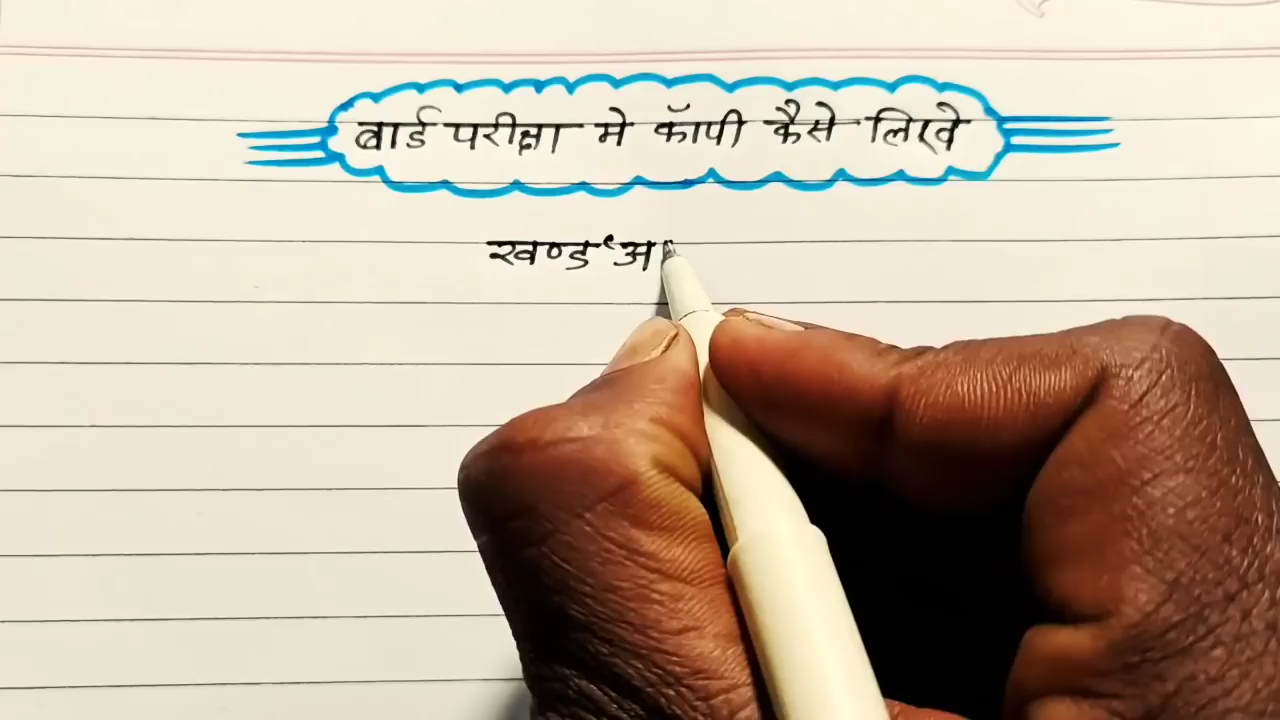 बार्ड परीक्षा मे कॉपी कैसे लिखे
खण्ड 'अ